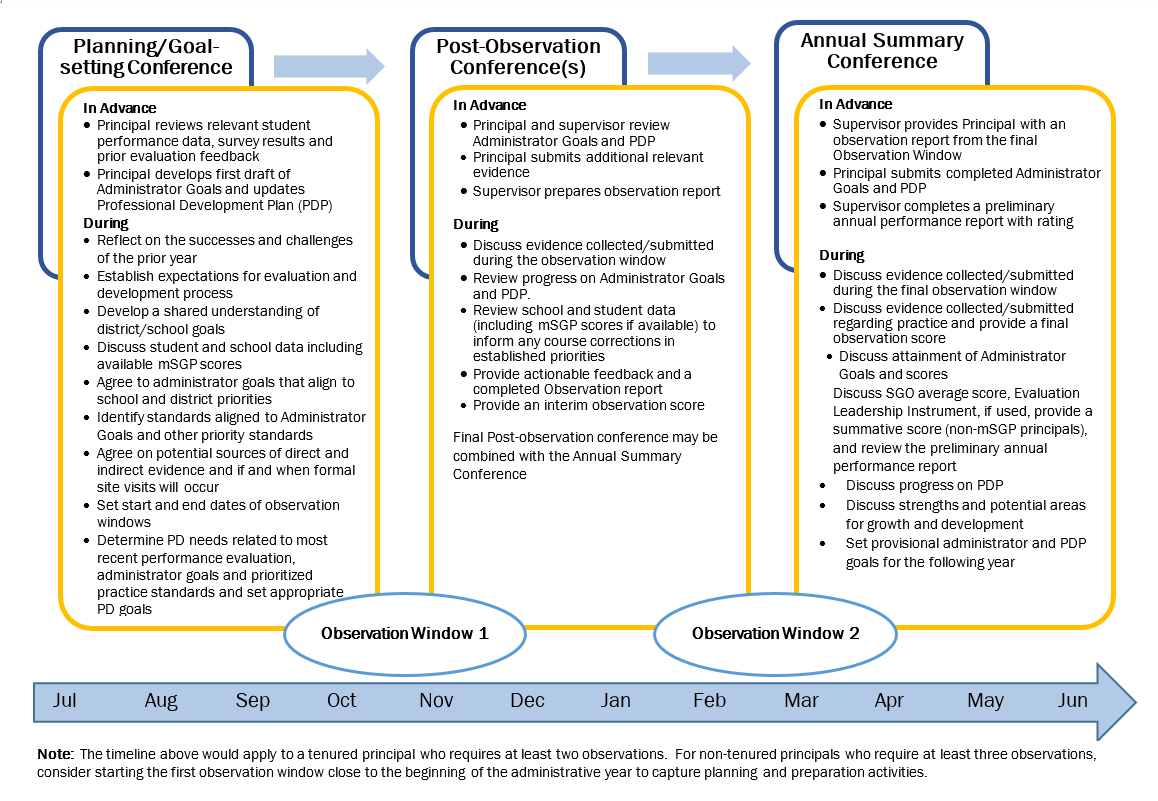 Planning/Goal-
setting Conference
In Advance
• Principal reviews relevant student
performance data, survey results and
prior evaluation feedback
• Principal develops first draft of
Administrator Goals and updates
Professional Development Plan (PDP)
During
• Reflect on the successes and challenges
of the prior year
• Establish expectations for evaluation and
development process
• Develop a shared understanding of
district/school goals
• Discuss student and school data including
available mSGP scores
• Agree to administrator goals that align to
school and district priorities
• Identify standards aligned to Administrator
Goals and other priority standards
• Agree on potential sources of direct and
indirect evidence and if and when formal
site visits will occur
• Set start and end dates of observation
windows
• Determine PD needs related to most
recent performance evaluation,
administrator goals and prioritized
practice standards and set appropriate
PD goals
Post-Observation
Conference(s)
In Advance
• Principal and supervisor review
Administrator Goals and PDP
• Principal submits additional relevant
evidence
• Supervisor prepares observation report
During
• Discuss evidence collected/submitted
during the observation window
• Review progress on Administrator Goals
and PDP.
• Review school and student data
(including mSGP scores if available) to
inform any course corrections in
established priorities
• Provide actionable feedback and a
completed Observation report
• Provide an interim observation score
Final Post-observation conference may be
combined with the Annual Summary
Conference
Annual Summary
Conference
In Advance
• Supervisor provides Principal with an
observation report from the final
Observation Window
• Principal submits completed Administrator
Goals and PDP
• Supervisor completes a preliminary
annual performance report with rating
During
• Discuss evidence collected/submitted
during the final observation window
• Discuss evidence collected/submitted
regarding practice and provide a final
observation score
• Discuss attainment of Administrator
Goals and scores
Discuss SGO average score, Evaluation
Leadership Instrument, if used, provide a
summative score (non-mSGP principals),
and review the preliminary annual
performance report
• Discuss progress on PDP
• Discuss strengths and potential areas
for growth and development
• Set provisional administrator and PDP
goals for the following year
Observation Window 1
Observation Window 2
Jul Aug Sep Oct Nov Dec Jan Feb Mar Apr May Jun
Note: The timeline above would apply to a tenured principal who requires at least two observations. For non-tenured principals who require at least three observations,
consider starting the first observation window close to the beginning of the administrative year to capture planning and preparation activities.